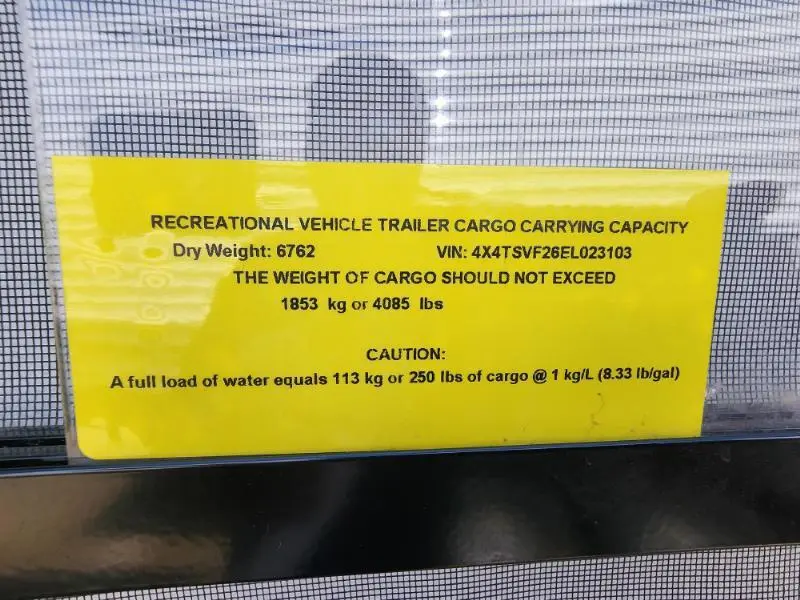 RECREATIONAL VEHICLE TRAILER CARGO CARRYING CAPACITY
Dry Weight: 6762 VIN: 4X4TSVF26EL023103
THE WEIGHT OF CARGO SHOULD NOT EXCEED
1853 kg or 4085 lbs
CAUTION:
A full load of water equals 113 kg or 250 lbs of cargo @ 1 kg/L (8.33 lb/gal)